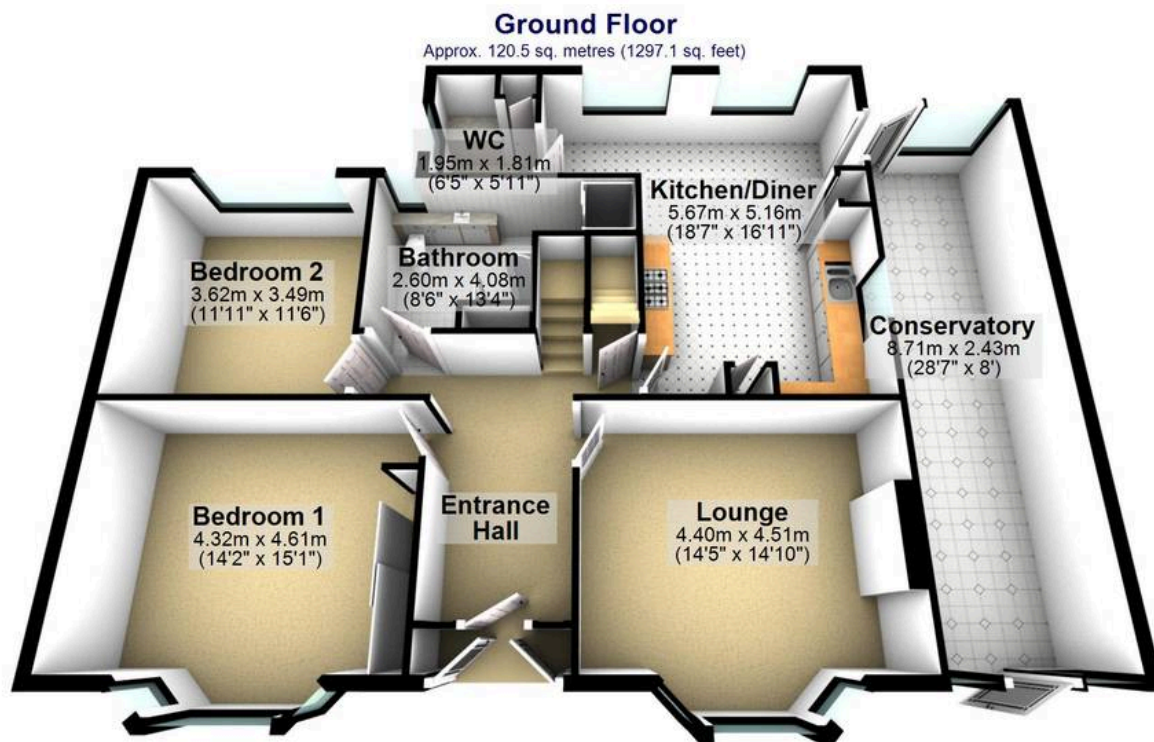 Ground Floor
Approx. 120.5 sq. metres (1297.1 sq. feet)
WC
1.95m x 1.81m
(6'5" x 5'11")
Kitchen/Diner
5.67m x 5.16m
(18'7" x 16'11")
Bedroom 2
3.62m x 3.49m
(11'11" x 11'6")
Bathroom
2.60m x 4.08m
(8'6" x 13'4")
Conservatory
8.71m x 2.43m
(28'7" x 8')
Bedroom 1
4.32m x 4.61m
(14'2" x 15'1")
Entrance
Hall
Lounge
4.40m x 4.51m
(14'5" x 14'10")